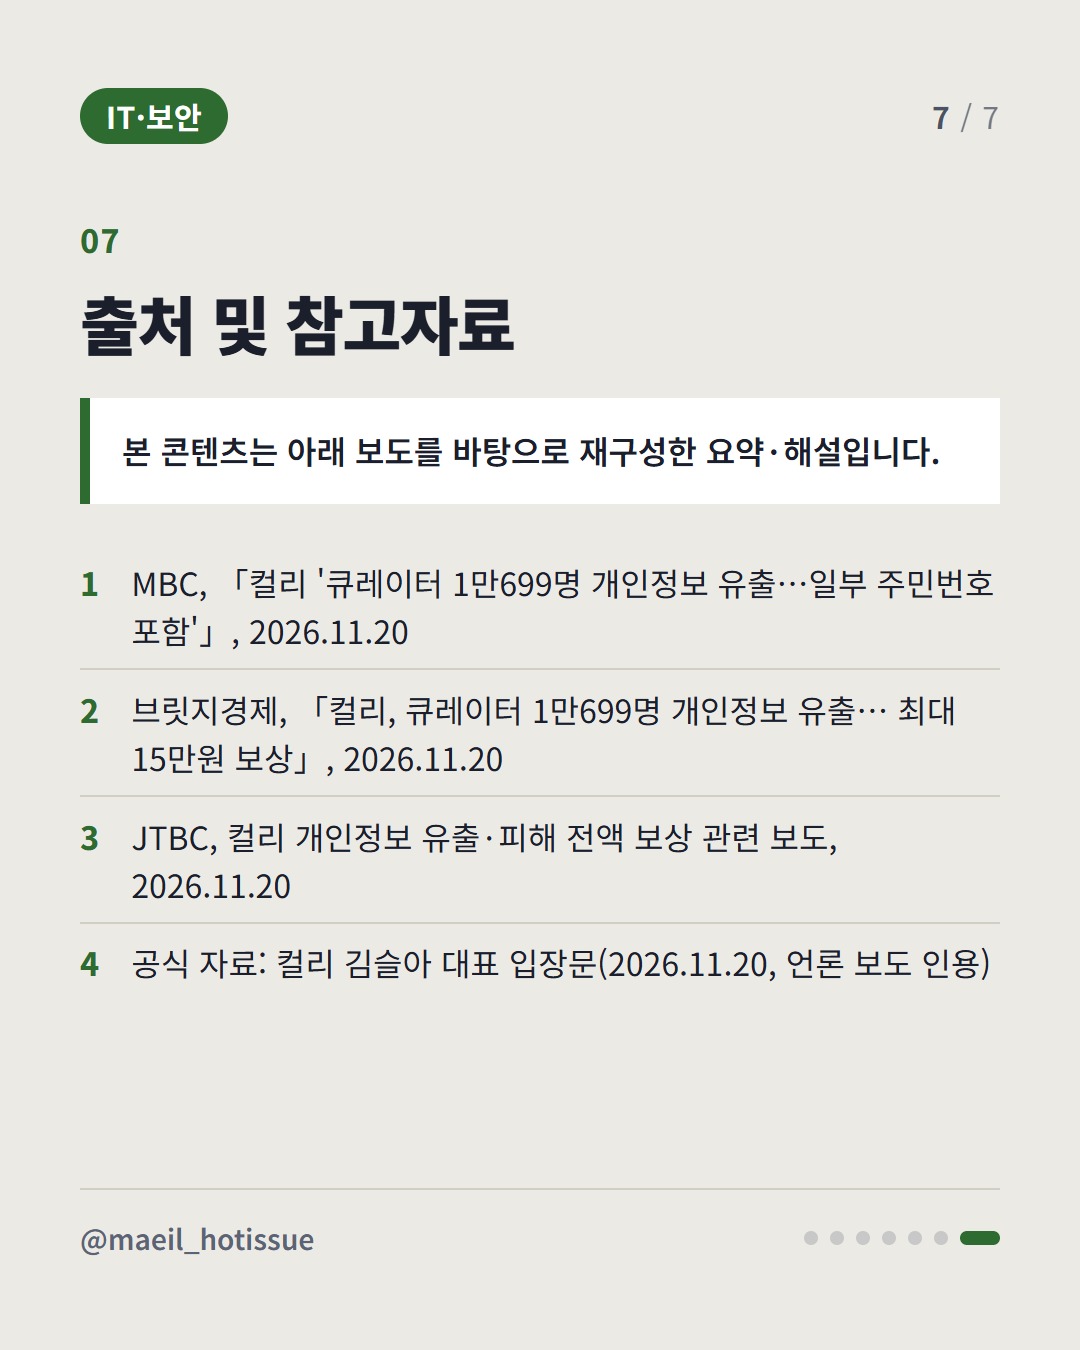 IT·보안
7 / 7
07
출처 및 참고자료
본 콘텐츠는 아래 보도를 바탕으로 재구성한 요약·해설입니다.
1 MBC, 「컬리 '큐레이터 1만699명 개인정보 유출…일부 주민번호
포함'」, 2026.11.20
2 브릿지경제, 「컬리, 큐레이터 1만699명 개인정보 유출… 최대
15만원 보상」, 2026.11.20
3 JTBC, 컬리 개인정보 유출·피해 전액 보상 관련 보도,
2026.11.20
4 공식 자료: 컬리 김슬아 대표 입장문(2026.11.20, 언론 보도 인용)
@maeil_hotissue